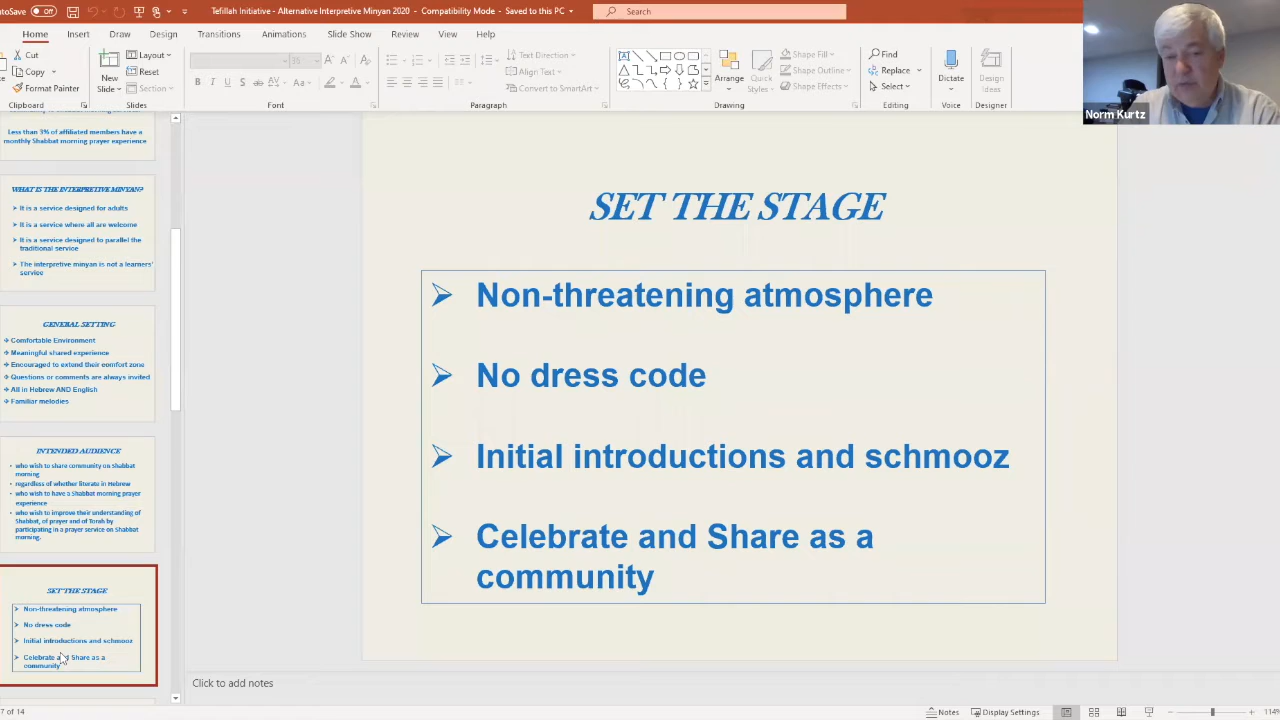 AutoSave Off
Tefillah Initiative - Alternative Interpretive Minyan 2020 - Compatibility Mode - Saved to this PC
Search
Home Insert Draw Design Transitions Animations Slide Show Review View Help
Cut
Copy
Format Painter
Clipboard
New Slide
Layout
Reset
Section
Slides
Font
Text Direction
Align Text
Convert to SmartArt
Paragraph
Arrange
Quick Styles
Shape Fill
Shape Outline
Shape Effects
Drawing
Find
Replace
Select
Editing
Dictate
Voice
Design Ideas
Designer
Norm Kurtz
Less than 3% of affiliated members have a
monthly Shabbat morning prayer experience
WHAT IS THE INTERPRETIVE MINYAN?
It is a service designed for adults
It is a service where all are welcome
It is a service designed to parallel the
traditional service
The interpretive minyan is not a learners'
service
GENERAL SETTING
Comfortable Environment
Meaningful shared experience
Encouraged to extend their comfort zone
Questions or comments are always invited
All in Hebrew AND English
Familiar melodies
INTENDED AUDIENCE
who wish to share community on Shabbat
morning
regardless of whether literate in Hebrew
who wish to have a Shabbat morning prayer
experience
who wish to improve their understanding of
Shabbat, of prayer and of Torah by
participating in a prayer service on Shabbat
morning.
SET THE STAGE
Non-threatening atmosphere
No dress code
Initial introductions and schmooz
Celebrate and Share as a
community
SET THE STAGE
Non-threatening atmosphere
No dress code
Initial introductions and schmooz
Celebrate and Share as a
community
Click to add notes
7 of 14
Notes
Display Settings
114%